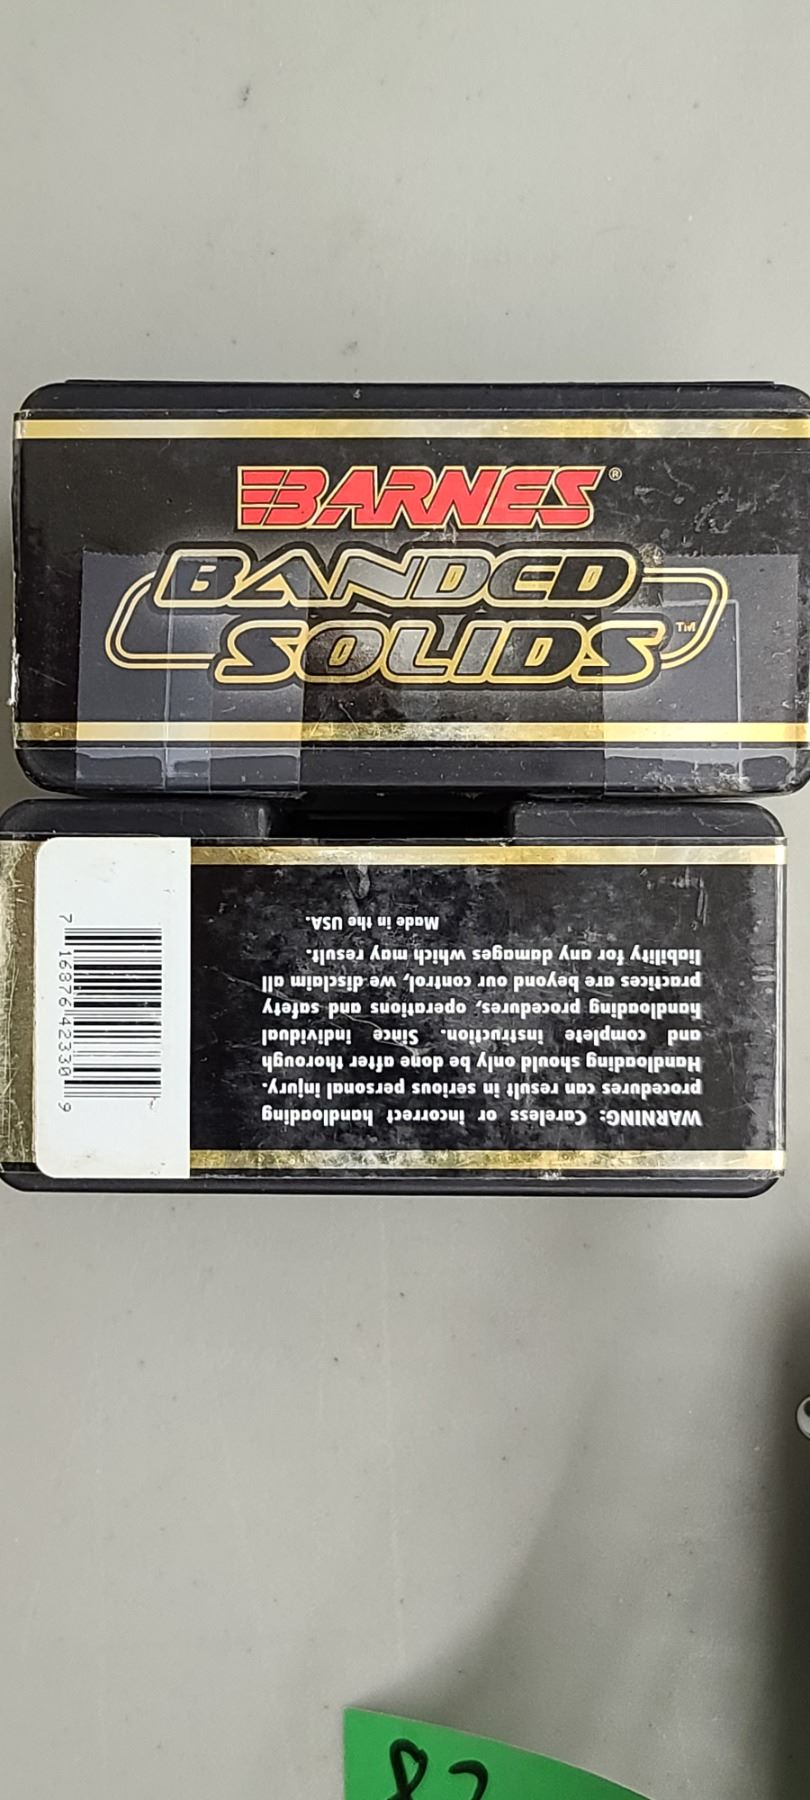 BARNES®
BANDED
SOLIDS™
WARNING: Careless or incorrect handloading
procedures can result in serious personal injury.
Handloading should only be done after thorough
and complete instruction. Since individual
handloading procedures, operations and safety
practices are beyond our control, we disclaim all
liability for any damages which may result.
Made in the USA.
7 16876 42330 9